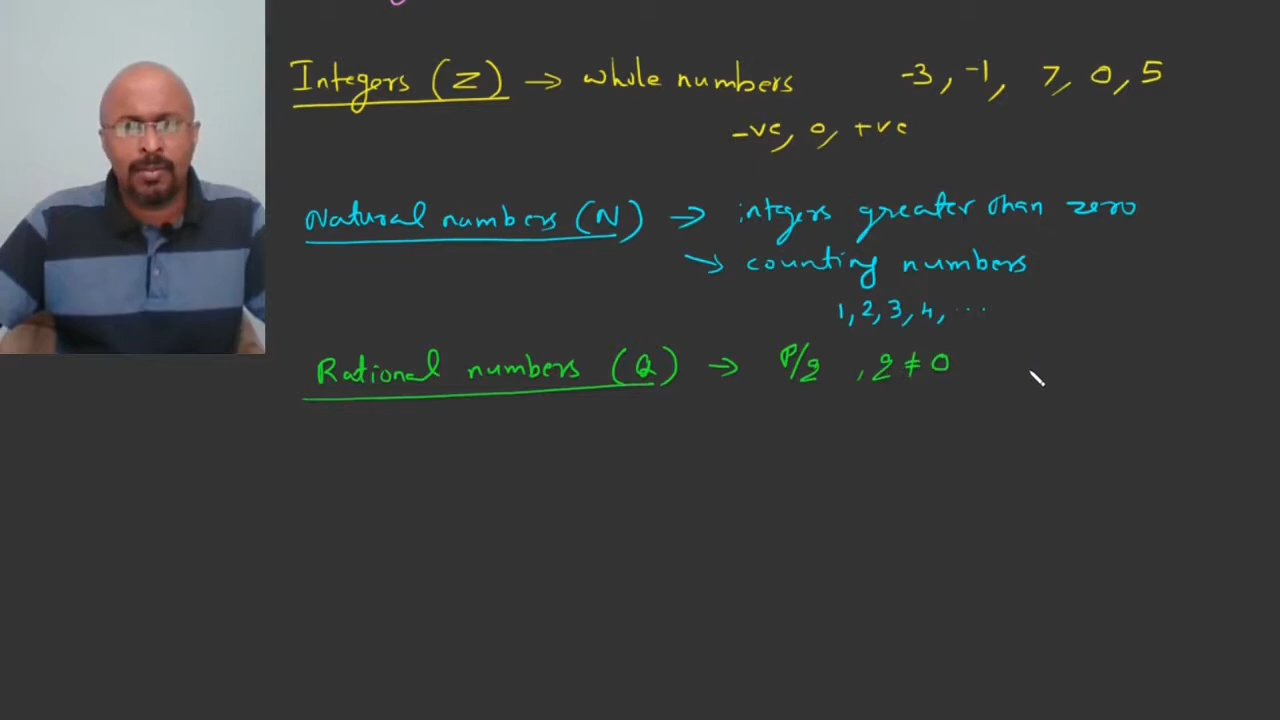 Integers (Z) → whole numbers -3, -1, 7, 0, 5
-ve, 0, +ve
Natural numbers (N) → integers greater than zero
→ counting numbers
1, 2, 3, 4, ...
Rational numbers (Q) → P/q , q ≠ 0